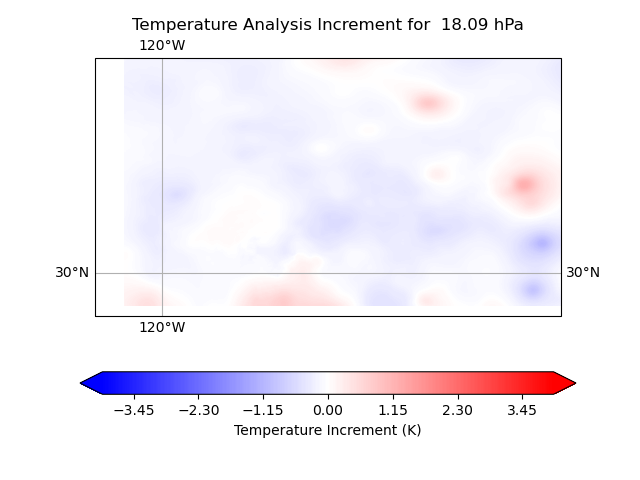 Temperature Analysis Increment for  18.09 hPa
120°W
30°N
30°N
120°W
−3.45 −2.30 −1.15 0.00 1.15 2.30 3.45
Temperature Increment (K)